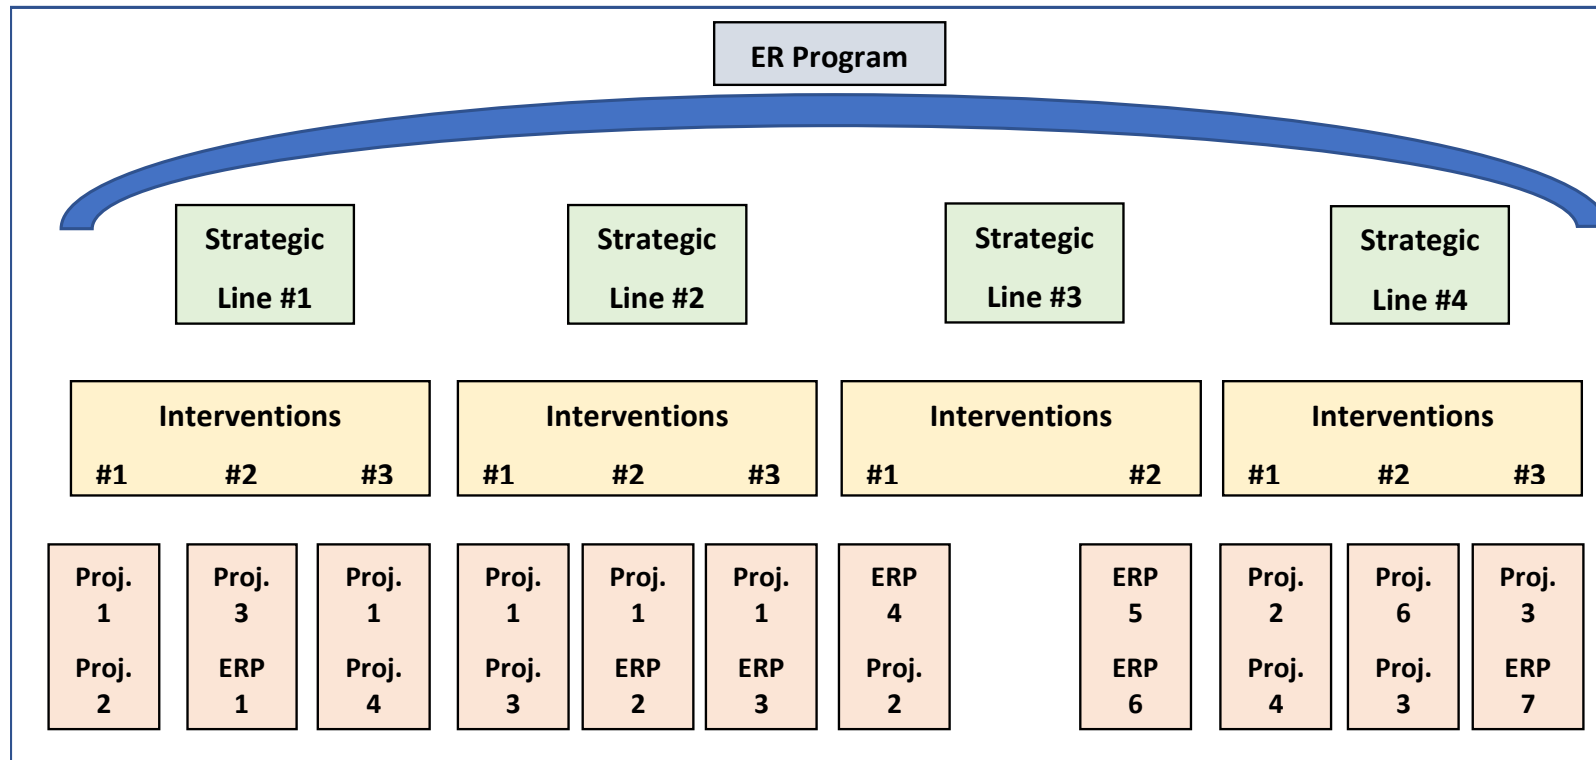 ER Program
Strategic
Line #1
Strategic
Line #2
Strategic
Line #3
Strategic
Line #4
Interventions
#1 #2 #3
Interventions
#1 #2 #3
Interventions
#1 #2
Interventions
#1 #2 #3
Proj.
1
Proj.
2
Proj.
3
ERP
1
Proj.
1
Proj.
4
Proj.
1
Proj.
3
Proj.
1
ERP
2
Proj.
1
ERP
3
ERP
4
Proj.
2
ERP
5
ERP
6
Proj.
2
Proj.
4
Proj.
6
Proj.
3
Proj.
3
ERP
7